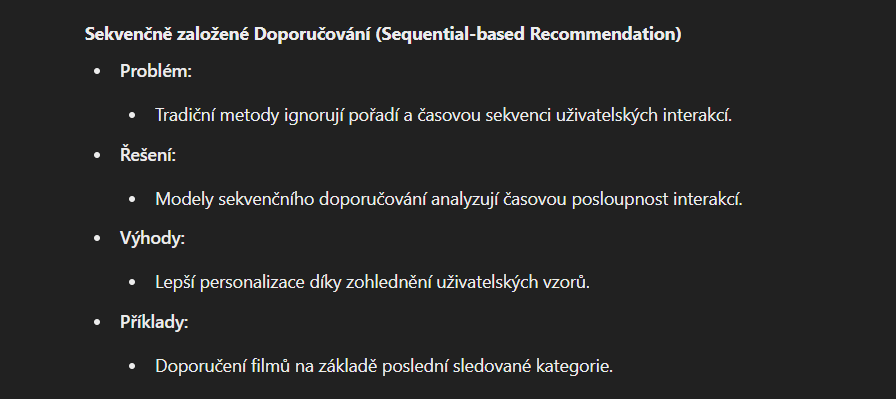 Sekvenčně založené Doporučování (Sequential-based Recommendation)
• Problém:
• Tradiční metody ignorují pořadí a časovou sekvenci uživatelských interakcí.
• Řešení:
• Modely sekvenčního doporučování analyzují časovou posloupnost interakcí.
• Výhody:
• Lepší personalizace díky zohlednění uživatelských vzorů.
• Příklady:
• Doporučení filmů na základě poslední sledované kategorie.